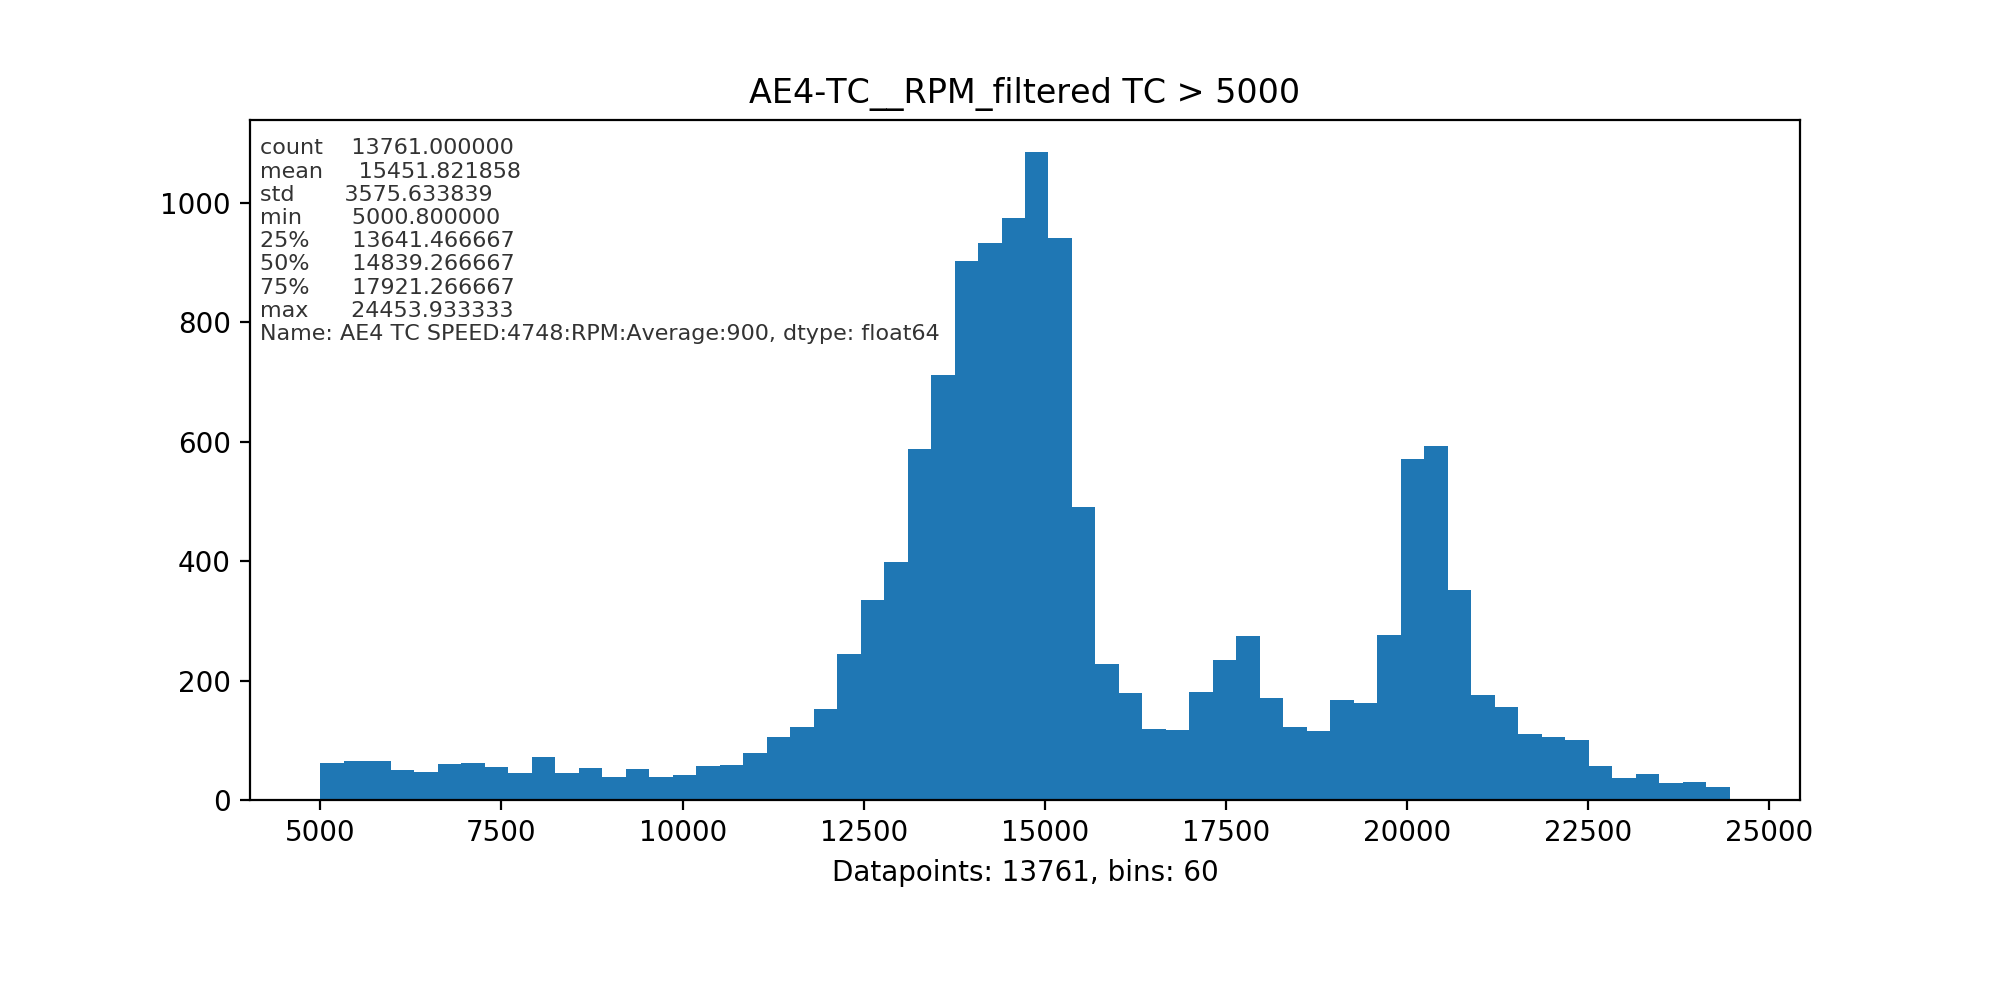 AE4-TC__RPM_filtered TC > 5000
count 13761.000000
mean 15451.821858
std 3575.633839
min 5000.800000
25% 13641.466667
50% 14839.266667
75% 17921.266667
max 24453.933333
Name: AE4 TC SPEED:4748:RPM:Average:900, dtype: float64
1000
800
600
400
200
0
5000 7500 10000 12500 15000 17500 20000 22500 25000
Datapoints: 13761, bins: 60